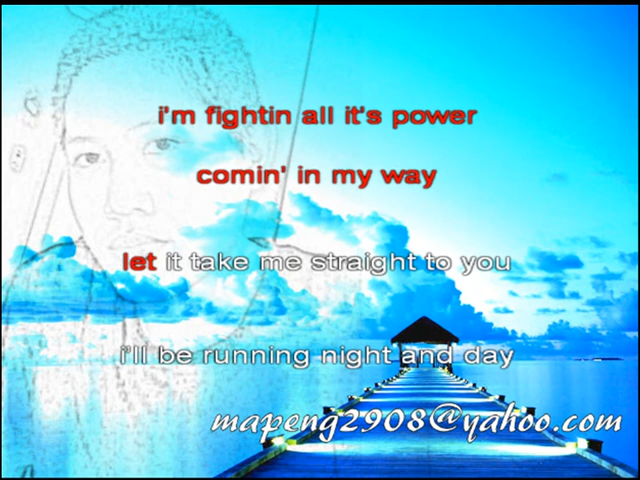 i'm fightin all it's power
comin' in my way
let it take me straight to you
i'll be running night and day
mapeng2908@yahoo.com